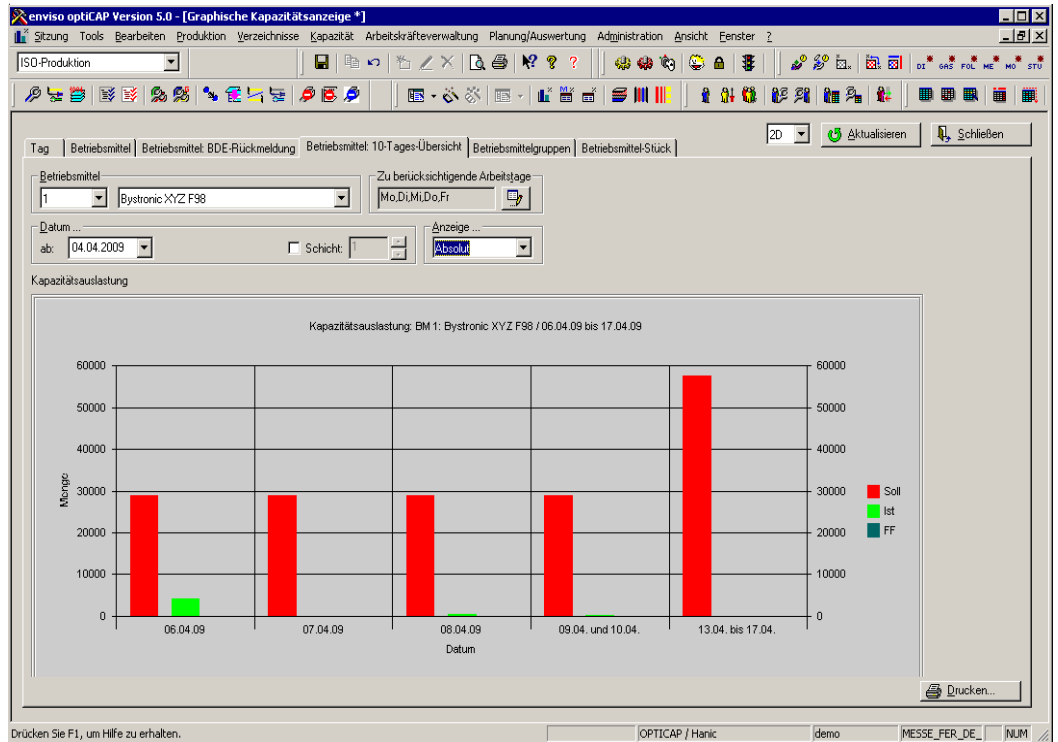 enviso optiCAP Version 5.0 - [Graphische Kapazitätsanzeige *]
Sitzung Tools Bearbeiten Produktion Verzeichnisse Kapazität Arbeitskräfteverwaltung Planung/Auswertung Administration Ansicht Fenster ?
ISO-Produktion
DI GAS FOL ME MO STU
2D Aktualisieren Schließen
Tag Betriebsmittel Betriebsmittel: BDE-Rückmeldung Betriebsmittel: 10-Tages-Übersicht Betriebsmittelgruppen Betriebsmittel-Stück
Betriebsmittel Zu berücksichtigende Arbeitstage
1 Bystronic XYZ F98 Mo,Di,Mi,Do,Fr
Datum ... Anzeige ...
ab: 04.04.2009 Schicht: 1 Absolut
Kapazitätsauslastung
Kapazitätsauslastung: BM 1: Bystronic XYZ F98 / 06.04.09 bis 17.04.09
60000 60000
50000 50000
40000 40000
Menge
30000 30000
Soll
Ist
20000 20000
FF
10000 10000
0 0
06.04.09 07.04.09 08.04.09 09.04. und 10.04. 13.04. bis 17.04.
Datum
Drucken...
Drücken Sie F1, um Hilfe zu erhalten. OPTICAP / Hanic demo MESSE_FER_DE_ NUM